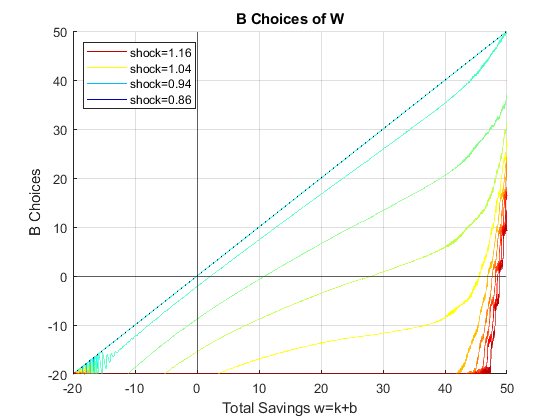 B Choices of W
50
40
30
20
10
0
-10
-20
B Choices
shock=1.16
shock=1.04
shock=0.94
shock=0.86
-20 -10 0 10 20 30 40 50
Total Savings w=k+b